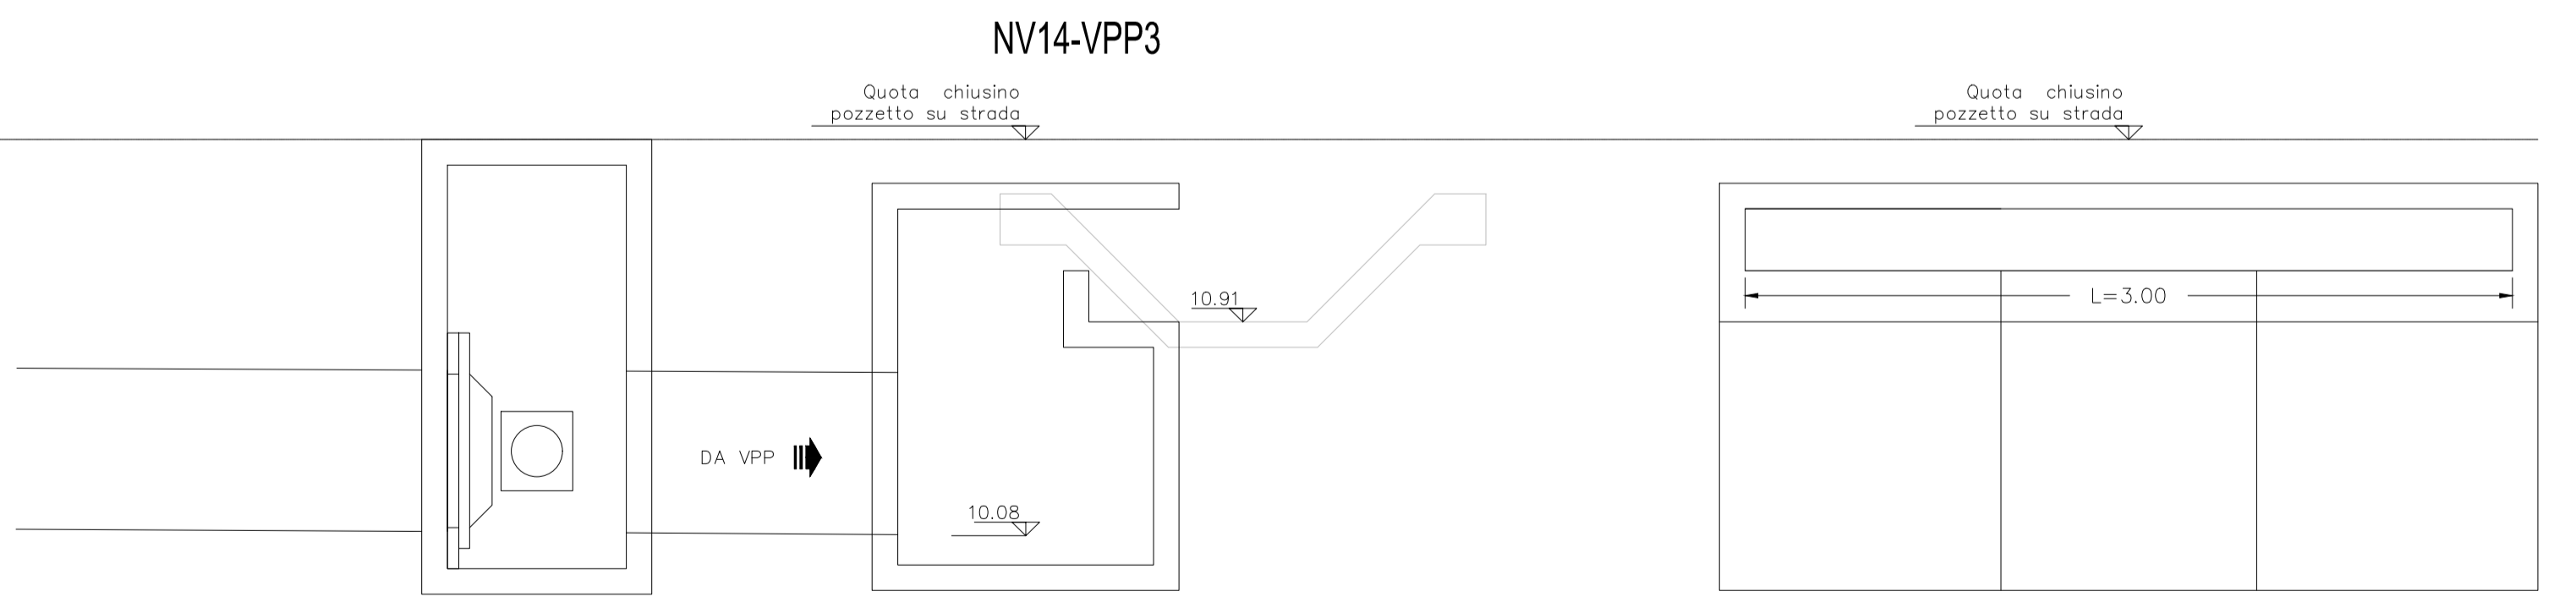 NV14-VPP3
Quota chiusino
pozzetto su strada
Quota chiusino
pozzetto su strada
10.91
L=3.00
DA VPP
10.08